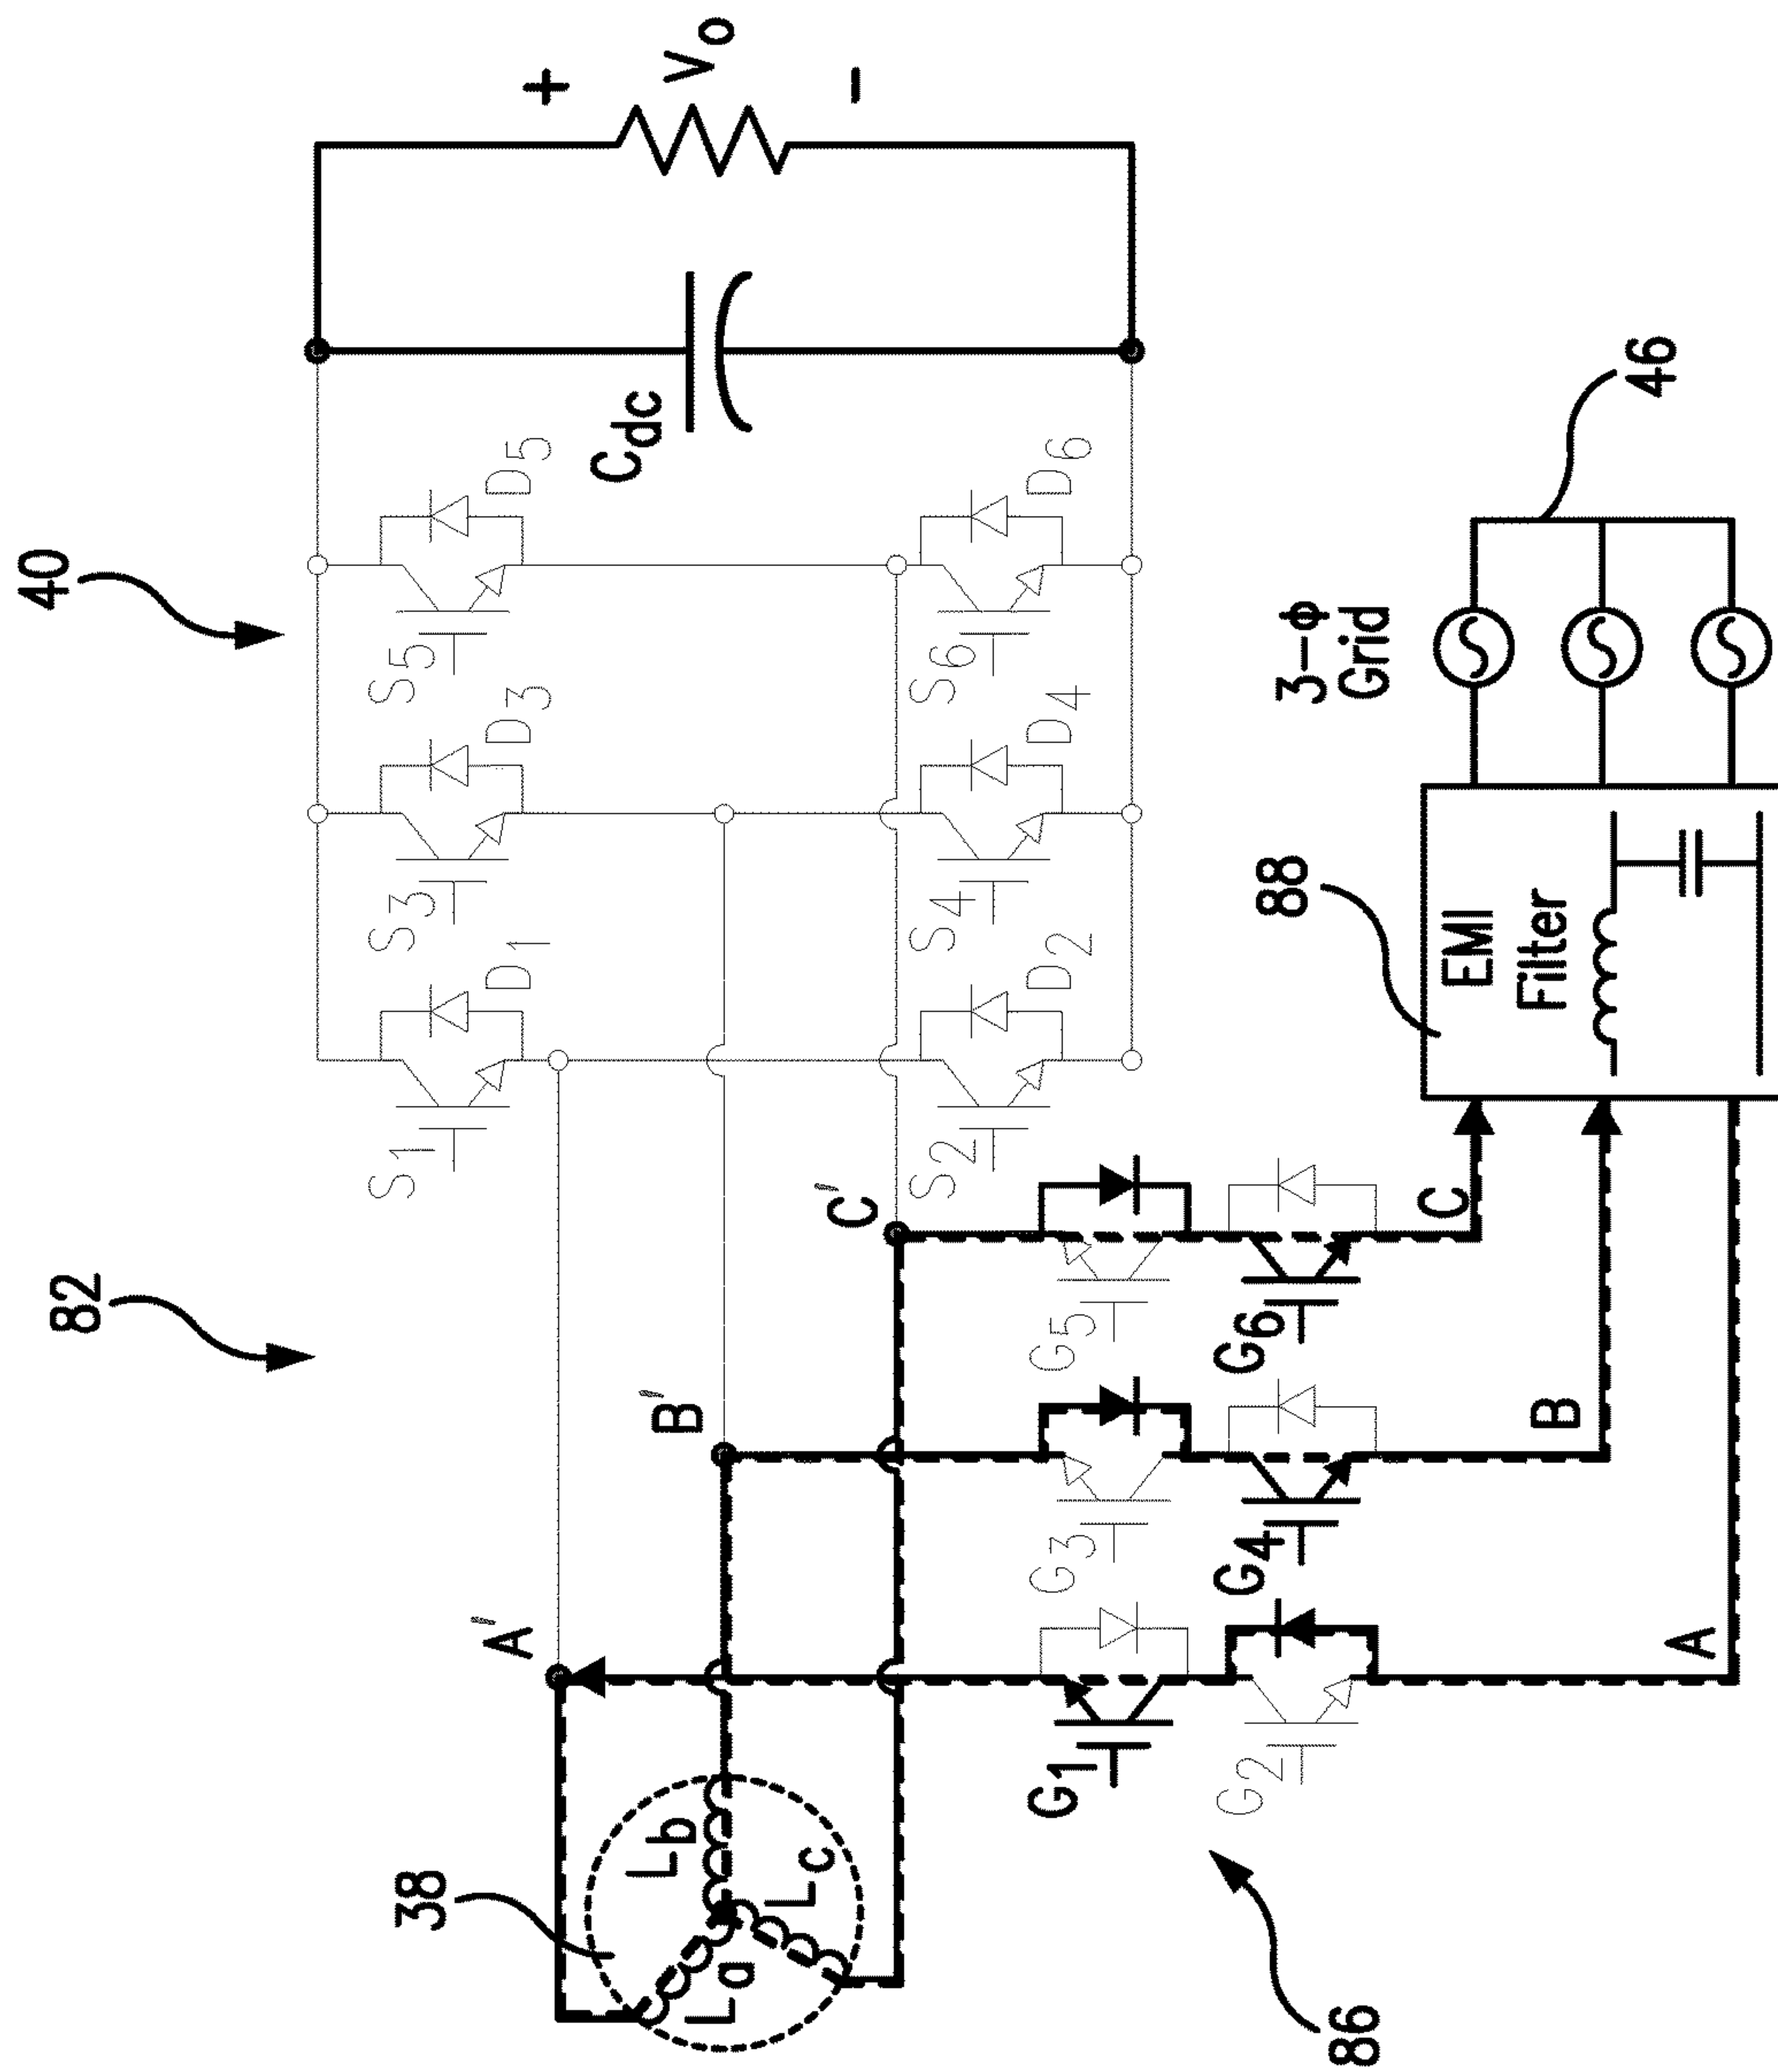 82
40
38
La
Lb
Lc
A'
B'
C'
S1
D1
S3
D3
S5
D5
S2
D2
S4
D4
S6
D6
Cdc
+
Vo
−
G1
G3
G5
G2
G4
G6
86
A
B
C
88
EMI
Filter
3-ϕ
Grid
46